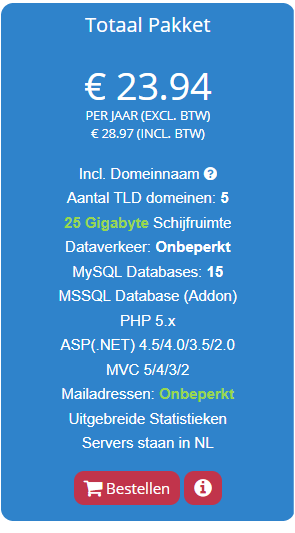 Totaal Pakket
€ 23.94
PER JAAR (EXCL. BTW)
€ 28.97 (INCL. BTW)
Incl. Domeinnaam ?
Aantal TLD domeinen: 5
25 Gigabyte Schijfruimte
Dataverkeer: Onbeperkt
MySQL Databases: 15
MSSQL Database (Addon)
PHP 5.x
ASP(.NET) 4.5/4.0/3.5/2.0
MVC 5/4/3/2
Mailadressen: Onbeperkt
Uitgebreide Statistieken
Servers staan in NL
Bestellen i